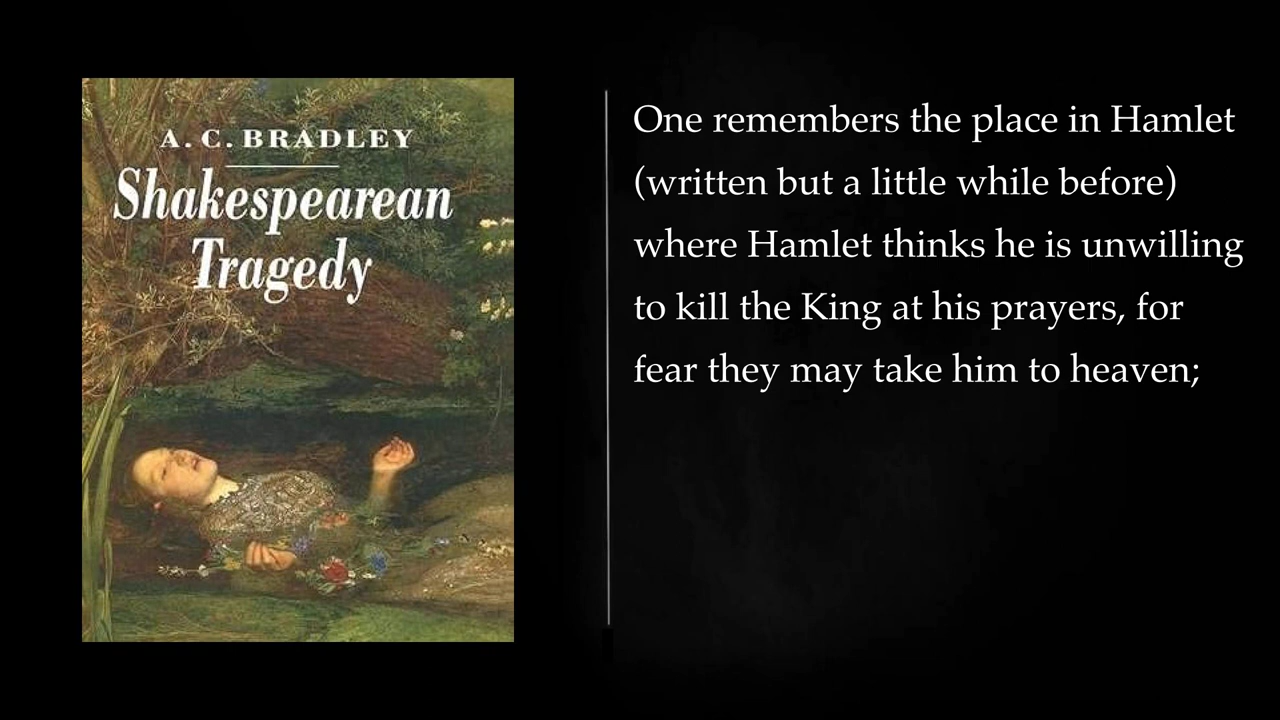 A. C. BRADLEY
Shakespearean
Tragedy
One remembers the place in Hamlet
(written but a little while before)
where Hamlet thinks he is unwilling
to kill the King at his prayers, for
fear they may take him to heaven;